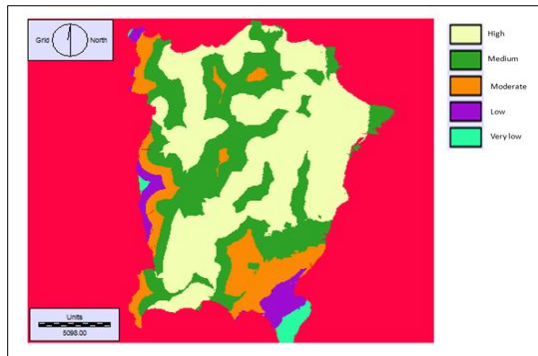 Grid North
High
Medium
Moderate
Low
Very low
Units
5095.00